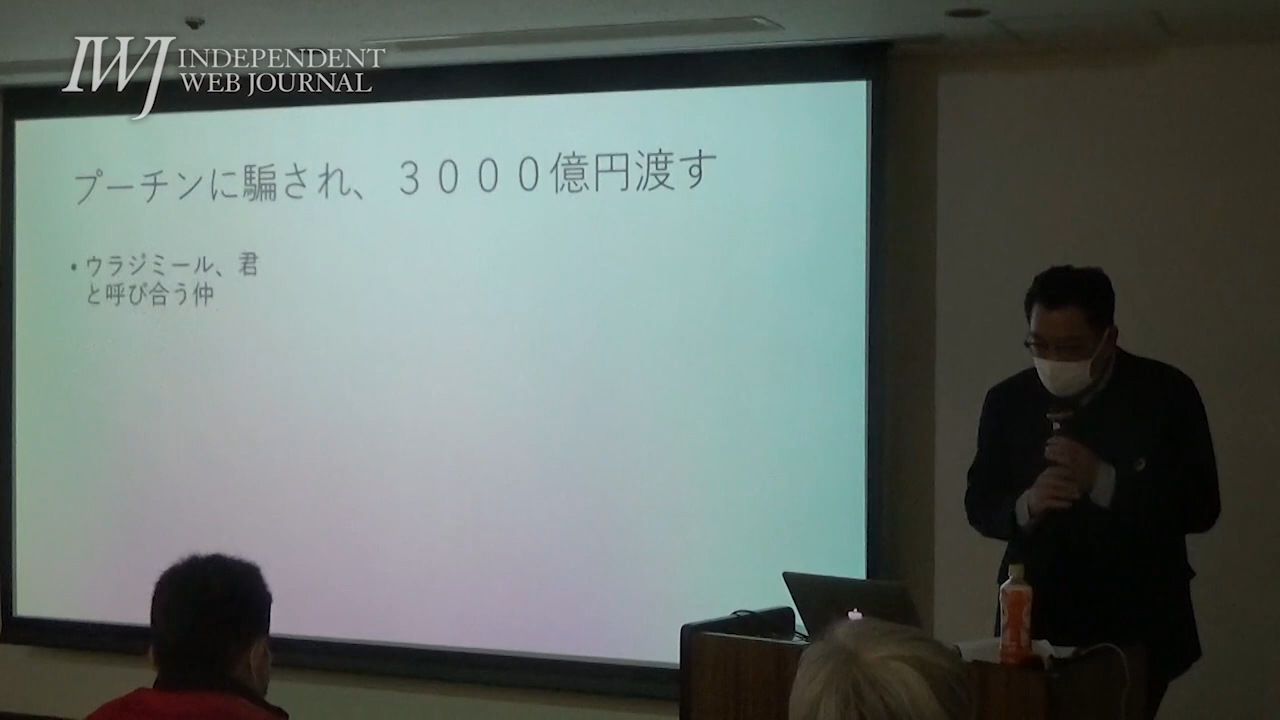 IWJ INDEPENDENT
WEB JOURNAL
プーチンに騙され、３０００億円渡す
• ウラジミール、君
と呼び合う仲